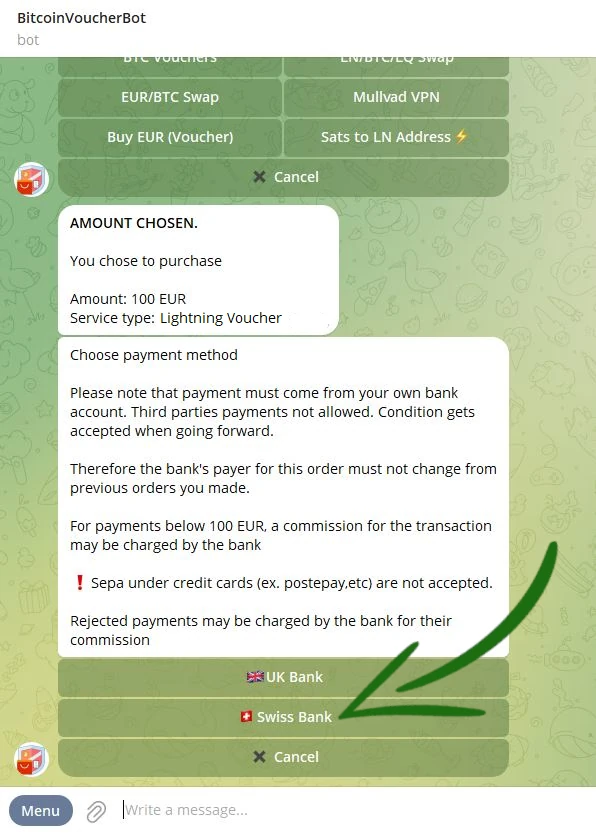 BitcoinVoucherBot
bot
BTC Vouchers
LN/BTC/LQ Swap
EUR/BTC Swap
Mullvad VPN
Buy EUR (Voucher)
Sats to LN Address⚡
✖ Cancel
AMOUNT CHOSEN.
You chose to purchase
Amount: 100 EUR
Service type: Lightning Voucher
Choose payment method
Please note that payment must come from your own bank
account. Third parties payments not allowed. Condition gets
accepted when going forward.
Therefore the bank's payer for this order must not change from
previous orders you made.
For payments below 100 EUR, a commission for the transaction
may be charged by the bank
❗ Sepa under credit cards (ex. postepay,etc) are not accepted.
Rejected payments may be charged by the bank for their
commission
🇬🇧UK Bank
🇨🇭 Swiss Bank
✖ Cancel
Menu
Write a message...